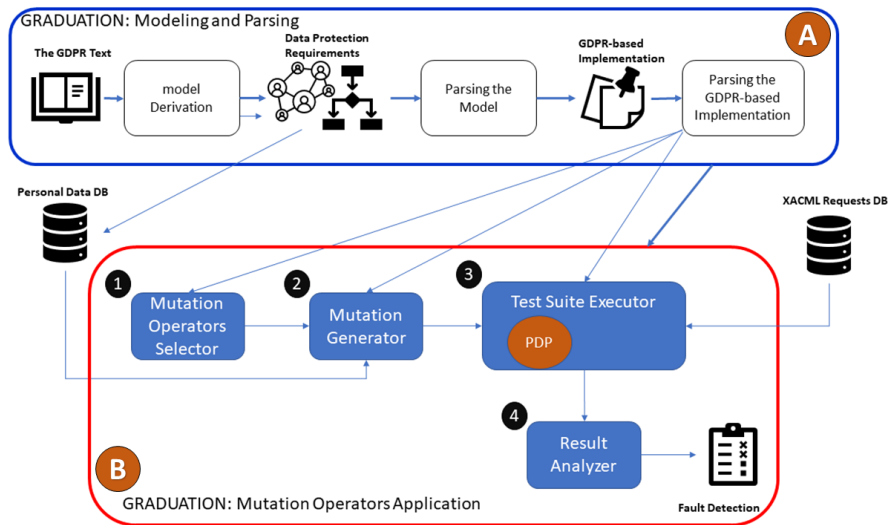 GRADUATION: Modeling and Parsing
A
The GDPR Text
model
Derivation
Data Protection
Requirements
Parsing
the Model
GDPR-based
Implementation
Parsing the
GDPR-based
Implementation
Personal Data DB
XACML Requests DB
1
Mutation
Operators
Selector
2
Mutation
Generator
3
Test Suite Executor
PDP
4
Result
Analyzer
Fault Detection
B
GRADUATION: Mutation Operators Application